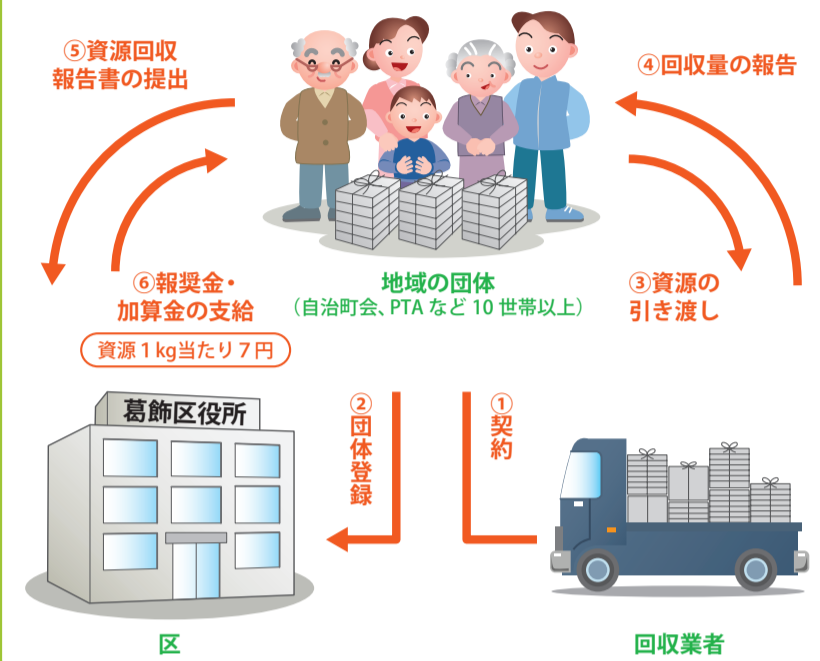 ⑤資源回収
報告書の提出
④回収量の報告
⑥報奨金・
加算金の支給
資源1kg当たり7円
地域の団体
（自治町会、PTAなど10世帯以上）
③資源の
引き渡し
葛飾区役所
②団体登録
①契約
区
回収業者